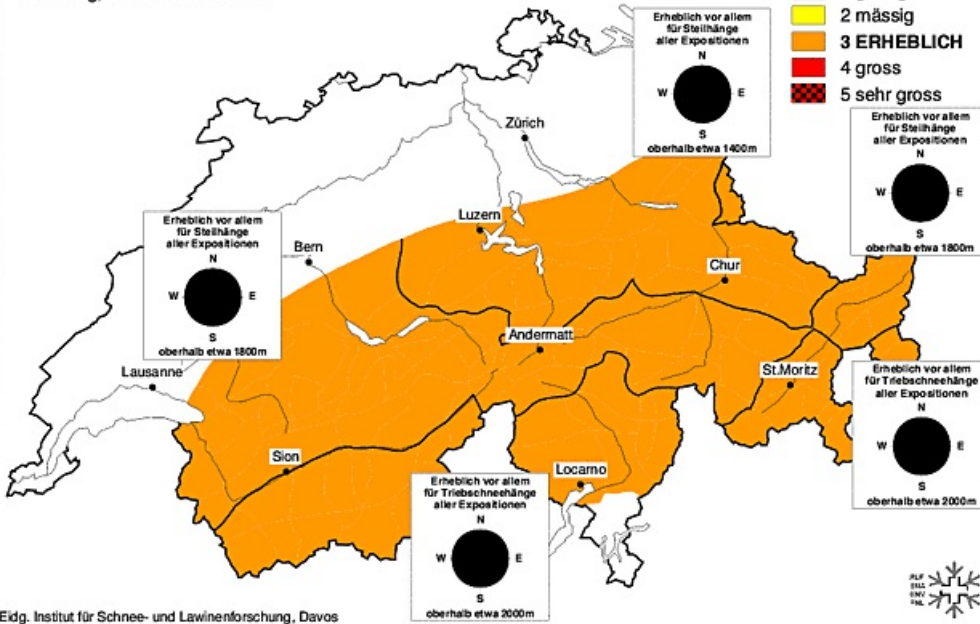 2 mässig
3 ERHEBLICH
4 gross
5 sehr gross
Erheblich vor allem
für Steilhänge
aller Expositionen
N
W E
S
oberhalb etwa 1400m
Erheblich vor allem
für Steilhänge
aller Expositionen
N
W E
S
oberhalb etwa 1800m
Zürich
Luzern
Erheblich vor allem
für Steilhänge
aller Expositionen
N
W E
S
oberhalb etwa 1800m
Bern
Chur
Andermatt
Lausanne
St.Moritz
Erheblich vor allem
für Triebschneehänge
aller Expositionen
N
W E
S
oberhalb etwa 2000m
Sion
Locarno
Erheblich vor allem
für Triebschneehänge
aller Expositionen
N
W E
S
oberhalb etwa 2000m
Eidg. Institut für Schnee- und Lawinenforschung, Davos